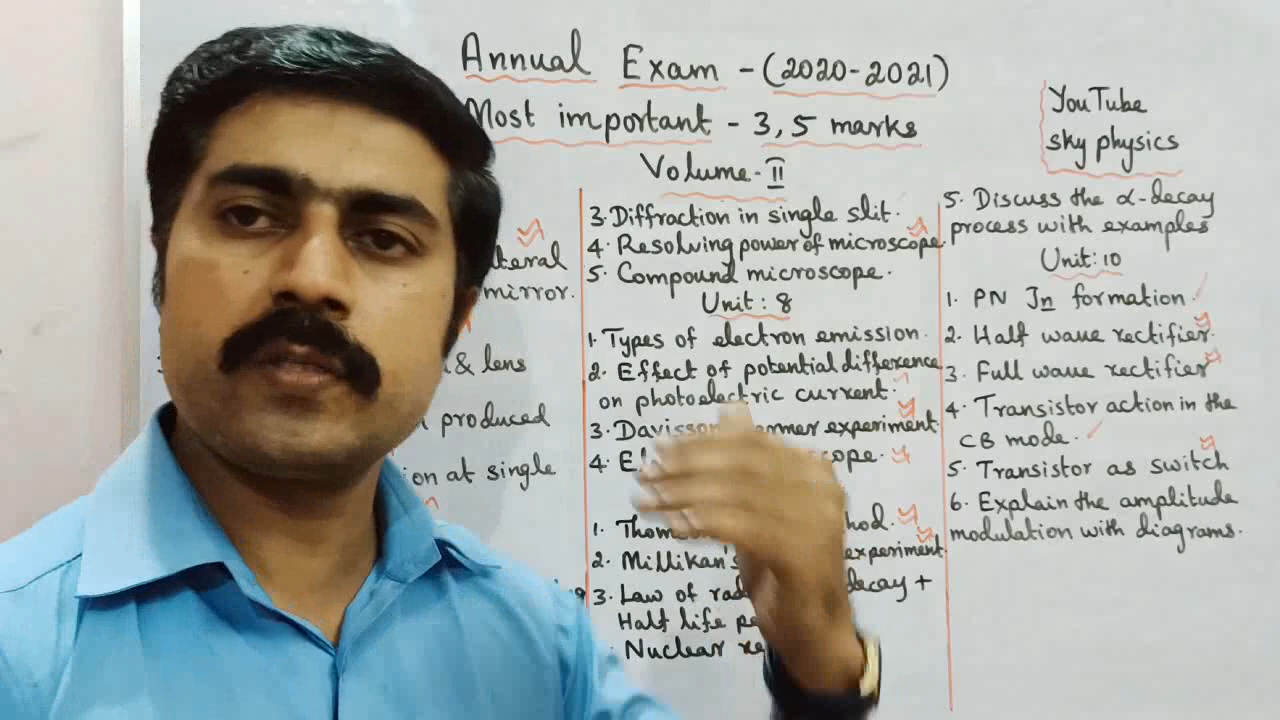 Annual Exam - (2020-2021)
Most important - 3, 5 marks
Volume - II
YouTube
sky physics
mirror.
& lens
produced
at single
3. Diffraction in single slit.
4. Resolving power of microscope
5. Compound microscope.
Unit: 8
1. Types of electron emission.
2. Effect of potential difference
on photoelectric current.
3. experiment
4.
1.
2. Millikan's experiment
3. Law of decay +
Half life
Nuclear
5. Discuss the α-decay
process with examples
Unit: 10
1. PN Jn formation
2. Half wave rectifier.
3. Full wave rectifier
4. Transistor action in the
CB mode.
5. Transistor as switch
6. Explain the amplitude
modulation with diagrams.